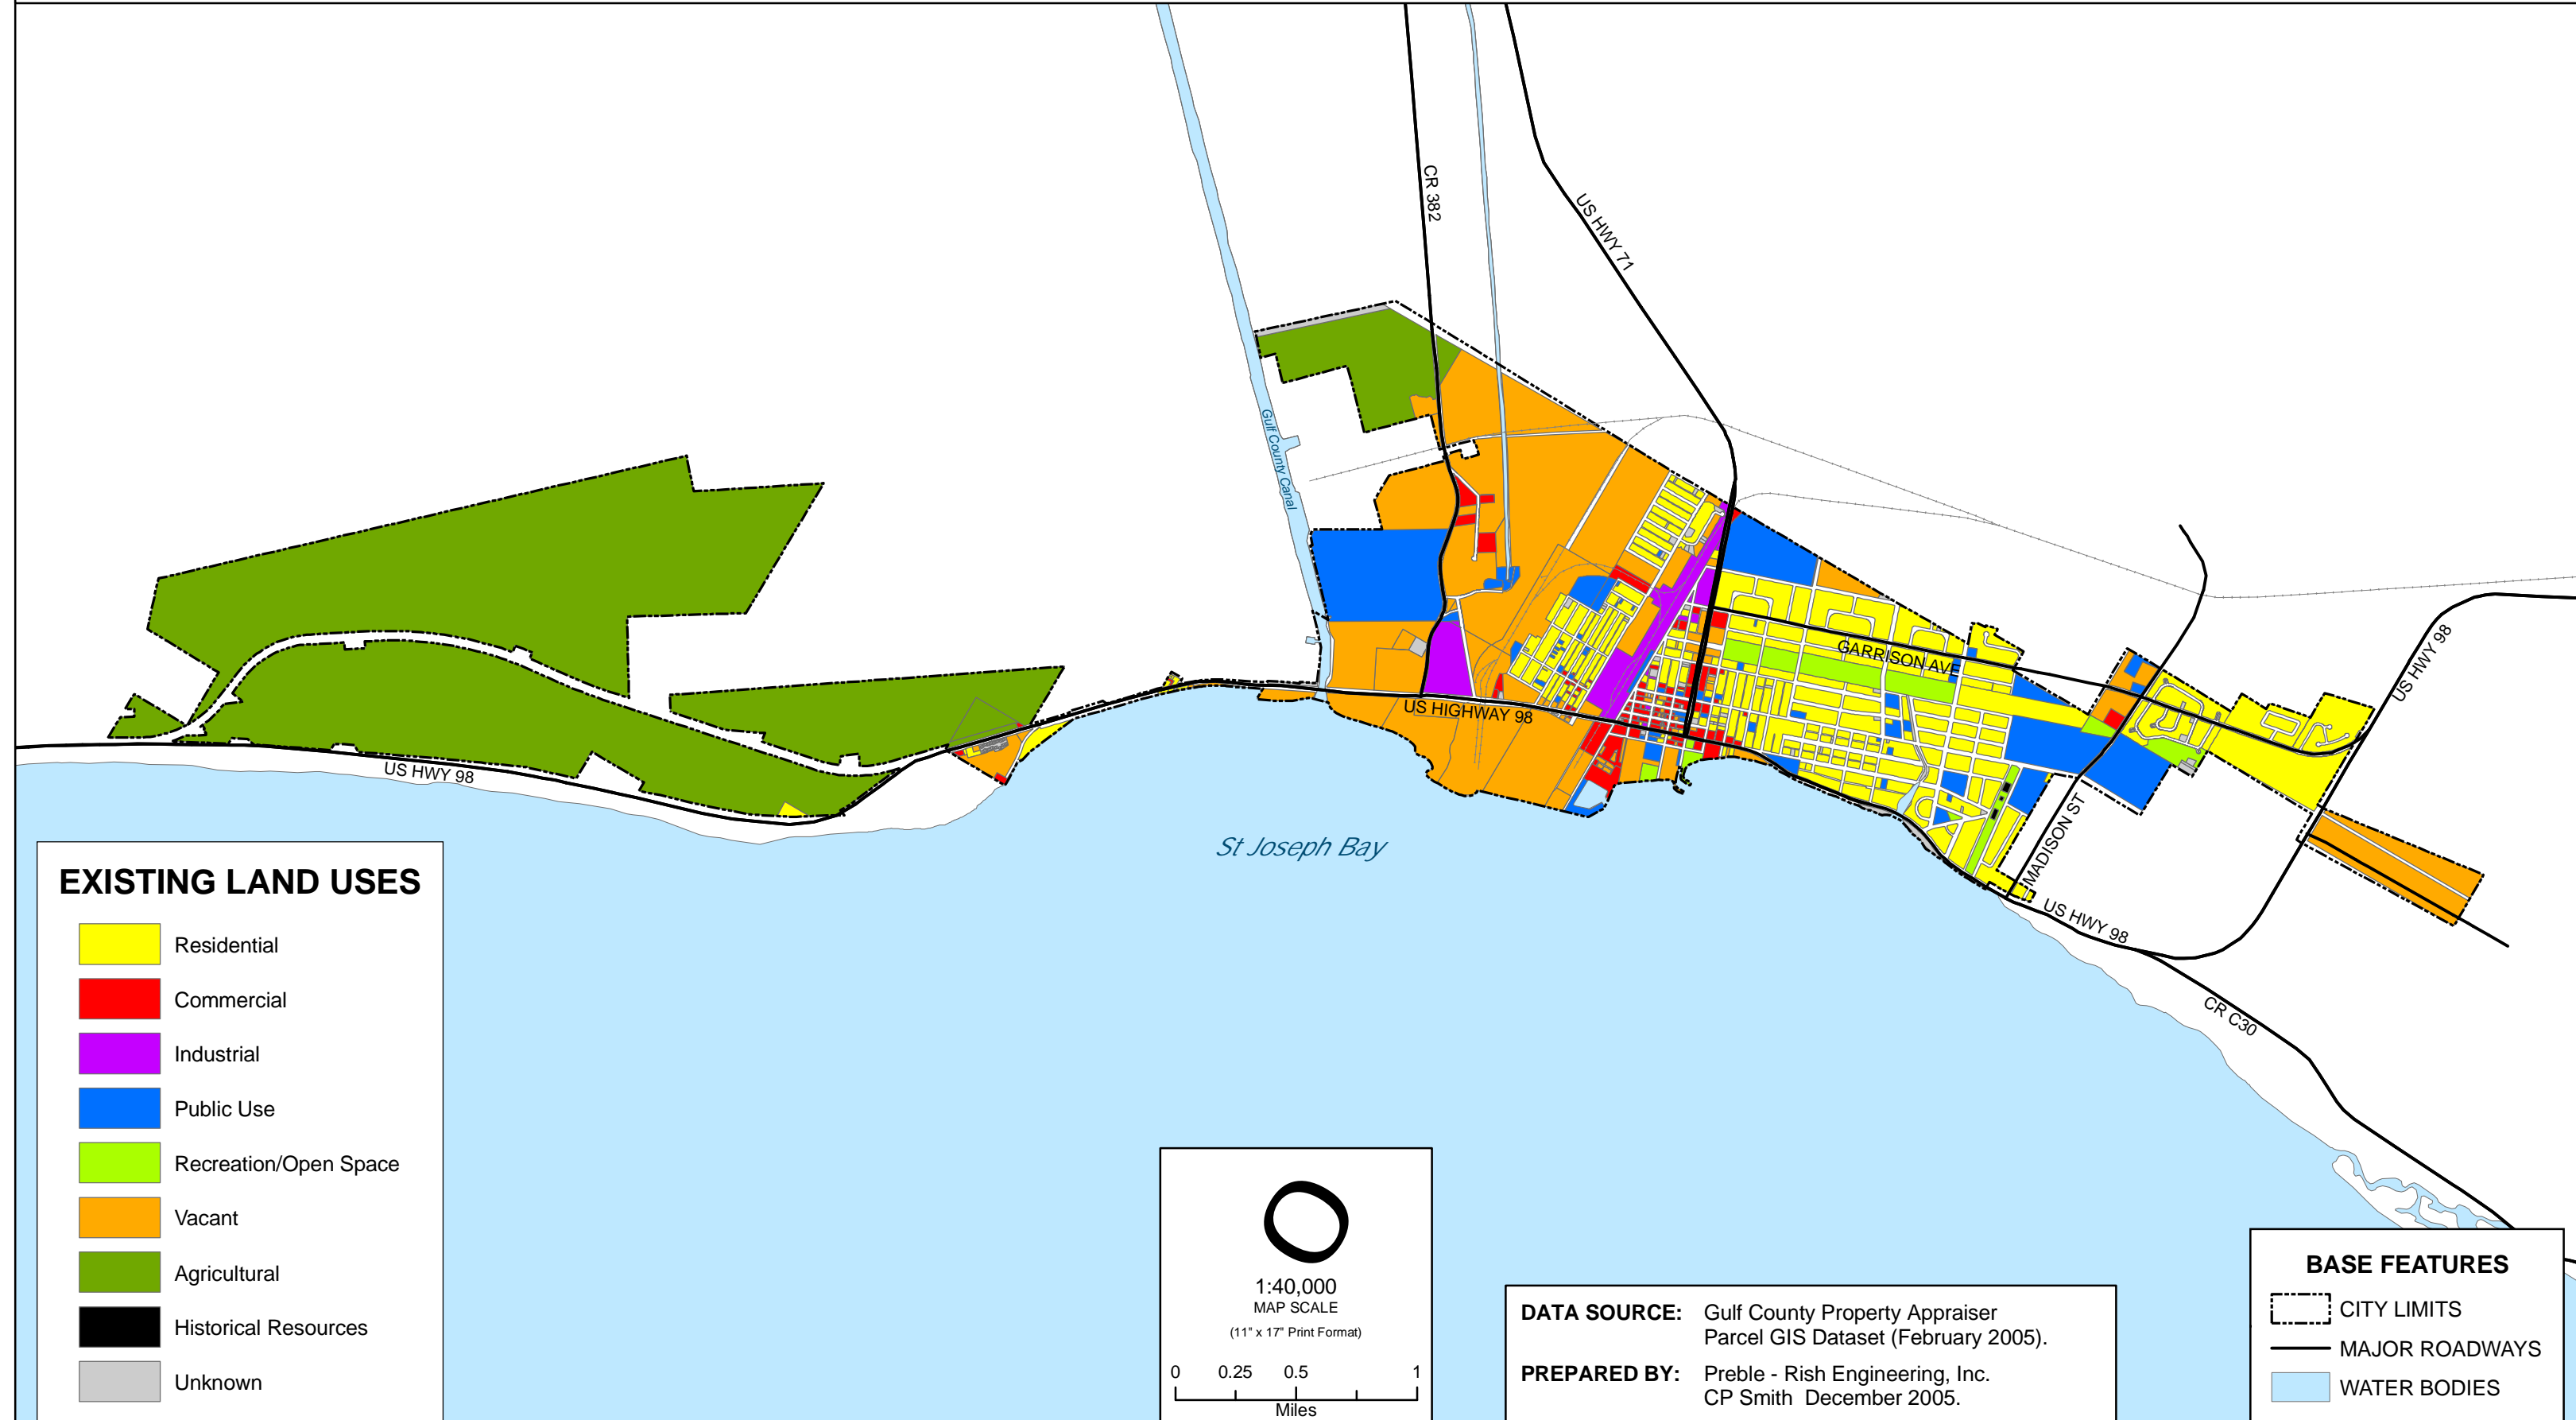 CR 382
US HWY 71
Gulf County Canal
GARRISON AVE
US HWY 98
US HIGHWAY 98
US HWY 98
MADISON ST
US HWY 98
CR C30
St Joseph Bay
EXISTING LAND USES
Residential
Commercial
Industrial
Public Use
Recreation/Open Space
Vacant
Agricultural
Historical Resources
Unknown
1:40,000
MAP SCALE
(11" x 17" Print Format)
0 0.25 0.5 1
Miles
DATA SOURCE: Gulf County Property Appraiser
Parcel GIS Dataset (February 2005).
PREPARED BY: Preble - Rish Engineering, Inc.
CP Smith December 2005.
BASE FEATURES
CITY LIMITS
MAJOR ROADWAYS
WATER BODIES